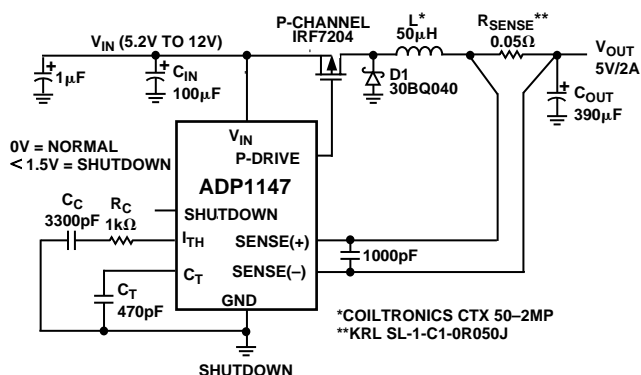 P-CHANNEL
IRF7204
L*
50µH
RSENSE**
0.05Ω
VIN (5.2V TO 12V)
VOUT
5V/2A
1µF
CIN
100µF
D1
30BQ040
COUT
390µF
VIN
0V = NORMAL
< 1.5V = SHUTDOWN
P-DRIVE
ADP1147
CC
3300pF
RC
1kΩ
SHUTDOWN
ITH
SENSE(+)
1000pF
CT
SENSE(–)
CT
470pF
GND
*COILTRONICS CTX 50–2MP
**KRL SL-1-C1-0R050J
SHUTDOWN